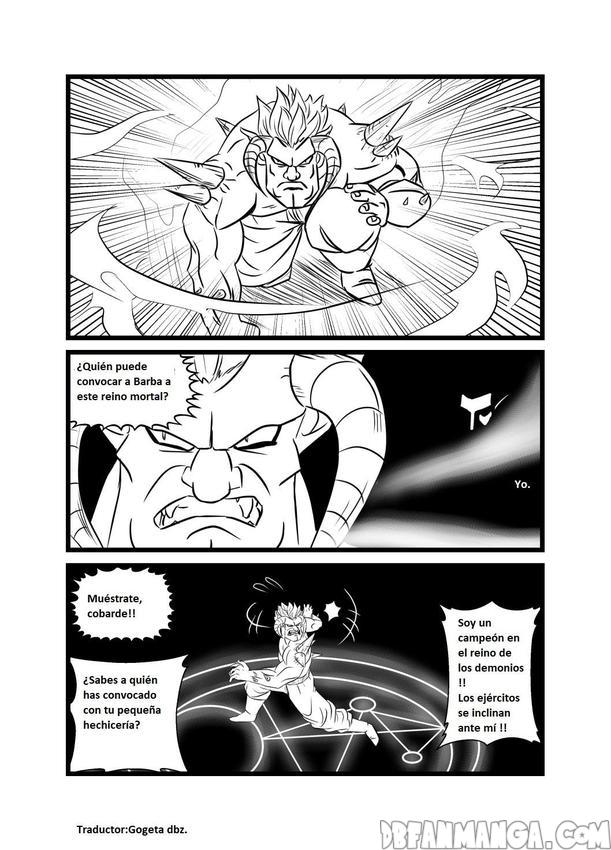 ¿Quién puede
convocar a Barba a
este reino mortal?
Yo.
Muéstrate,
cobarde!!
¿Sabes a quién
has convocado
con tu pequeña
hechicería?
Soy un
campeón en
el reino de
los demonios
!!
Los ejércitos
se inclinan
ante mí !!
Traductor:Gogeta dbz.
DBFANMANGA.COM